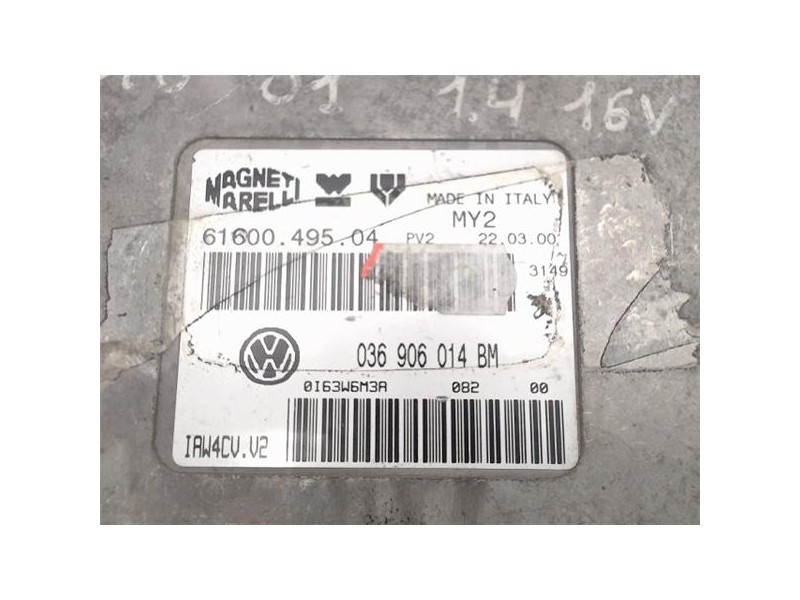 01 1.4 16V
MAGNETI
MARELLI
MADE IN ITALY
MY2
61600.495.04 PV2 22.03.00
3149
036 906 014 BM
0I63W6M3A 082 00
IAW4CV.V2